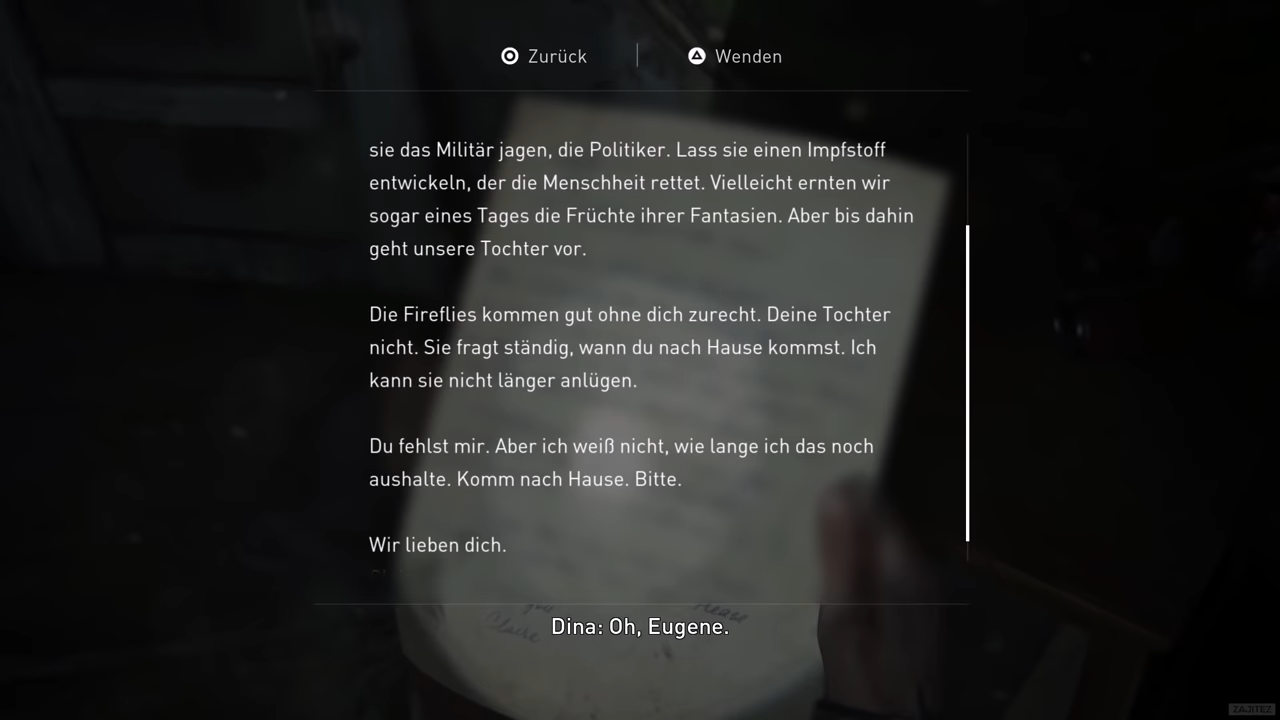 Zurück
Wenden
sie das Militär jagen, die Politiker. Lass sie einen Impfstoff
entwickeln, der die Menschheit rettet. Vielleicht ernten wir
sogar eines Tages die Früchte ihrer Fantasien. Aber bis dahin
geht unsere Tochter vor.
Die Fireflies kommen gut ohne dich zurecht. Deine Tochter
nicht. Sie fragt ständig, wann du nach Hause kommst. Ich
kann sie nicht länger anlügen.
Du fehlst mir. Aber ich weiß nicht, wie lange ich das noch
aushalte. Komm nach Hause. Bitte.
Wir lieben dich.
Dina: Oh, Eugene.
ZAJITEZ